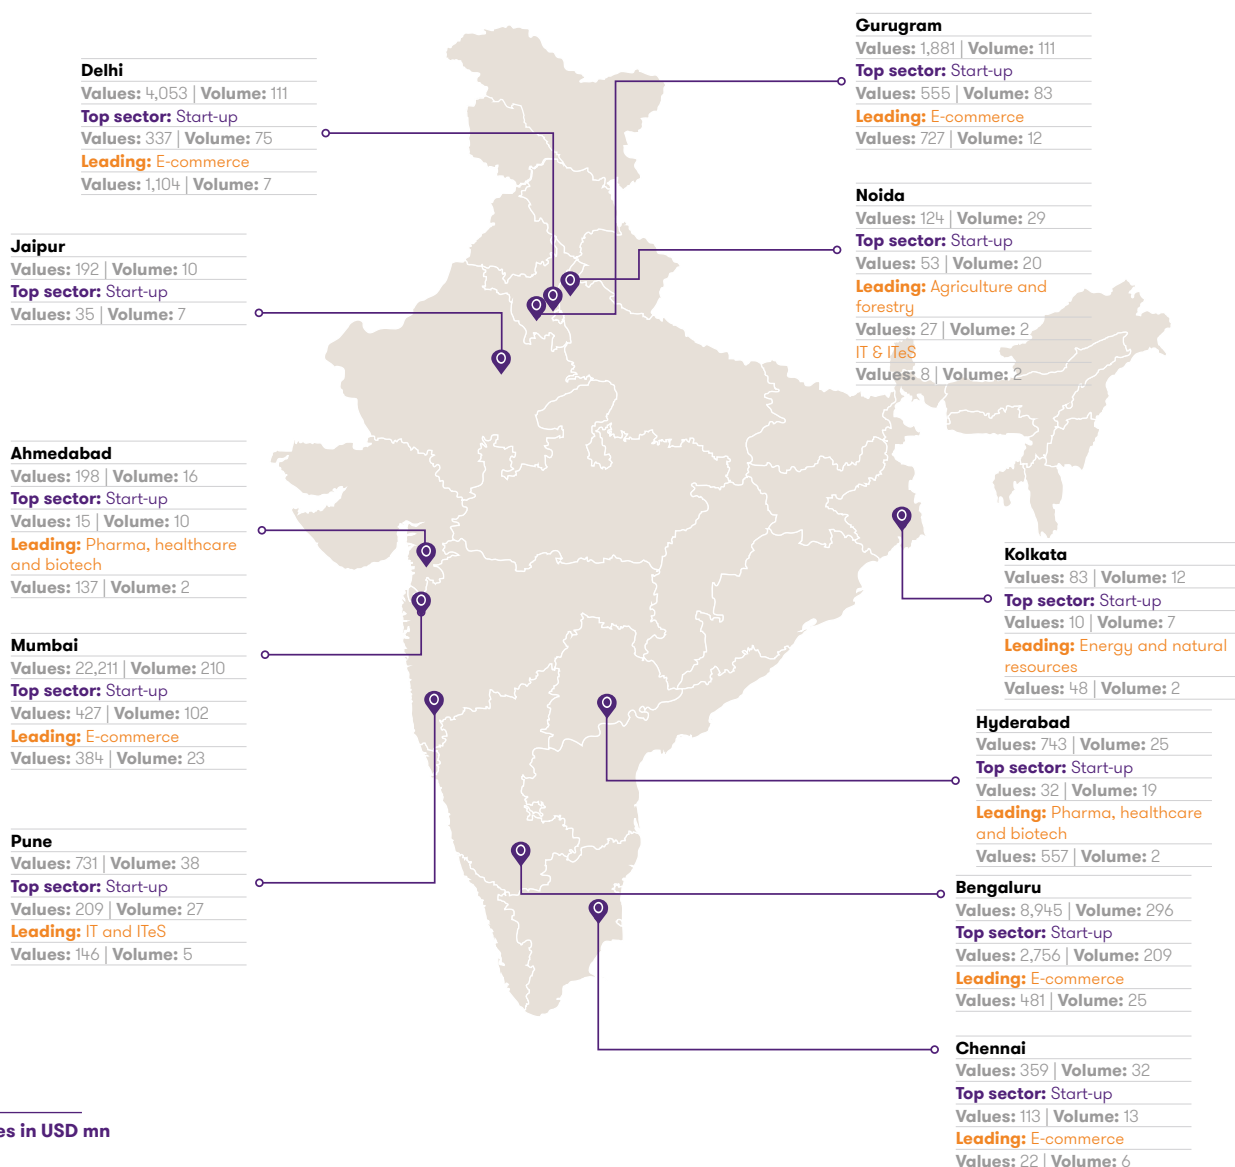 Delhi
Values: 4,053 | Volume: 111
Top sector: Start-up
Values: 337 | Volume: 75
Leading: E-commerce
Values: 1,104 | Volume: 7
Jaipur
Values: 192 | Volume: 10
Top sector: Start-up
Values: 35 | Volume: 7
Ahmedabad
Values: 198 | Volume: 16
Top sector: Start-up
Values: 15 | Volume: 10
Leading: Pharma, healthcare
and biotech
Values: 137 | Volume: 2
Mumbai
Values: 22,211 | Volume: 210
Top sector: Start-up
Values: 427 | Volume: 102
Leading: E-commerce
Values: 384 | Volume: 23
Pune
Values: 731 | Volume: 38
Top sector: Start-up
Values: 209 | Volume: 27
Leading: IT and ITeS
Values: 146 | Volume: 5
es in USD mn
Gurugram
Values: 1,881 | Volume: 111
Top sector: Start-up
Values: 555 | Volume: 83
Leading: E-commerce
Values: 727 | Volume: 12
Noida
Values: 124 | Volume: 29
Top sector: Start-up
Values: 53 | Volume: 20
Leading: Agriculture and
forestry
Values: 27 | Volume: 2
IT & ITeS
Values: 8 | Volume: 2
Kolkata
Values: 83 | Volume: 12
Top sector: Start-up
Values: 10 | Volume: 7
Leading: Energy and natural
resources
Values: 48 | Volume: 2
Hyderabad
Values: 743 | Volume: 25
Top sector: Start-up
Values: 32 | Volume: 19
Leading: Pharma, healthcare
and biotech
Values: 557 | Volume: 2
Bengaluru
Values: 8,945 | Volume: 296
Top sector: Start-up
Values: 2,756 | Volume: 209
Leading: E-commerce
Values: 481 | Volume: 25
Chennai
Values: 359 | Volume: 32
Top sector: Start-up
Values: 113 | Volume: 13
Leading: E-commerce
Values: 22 | Volume: 6